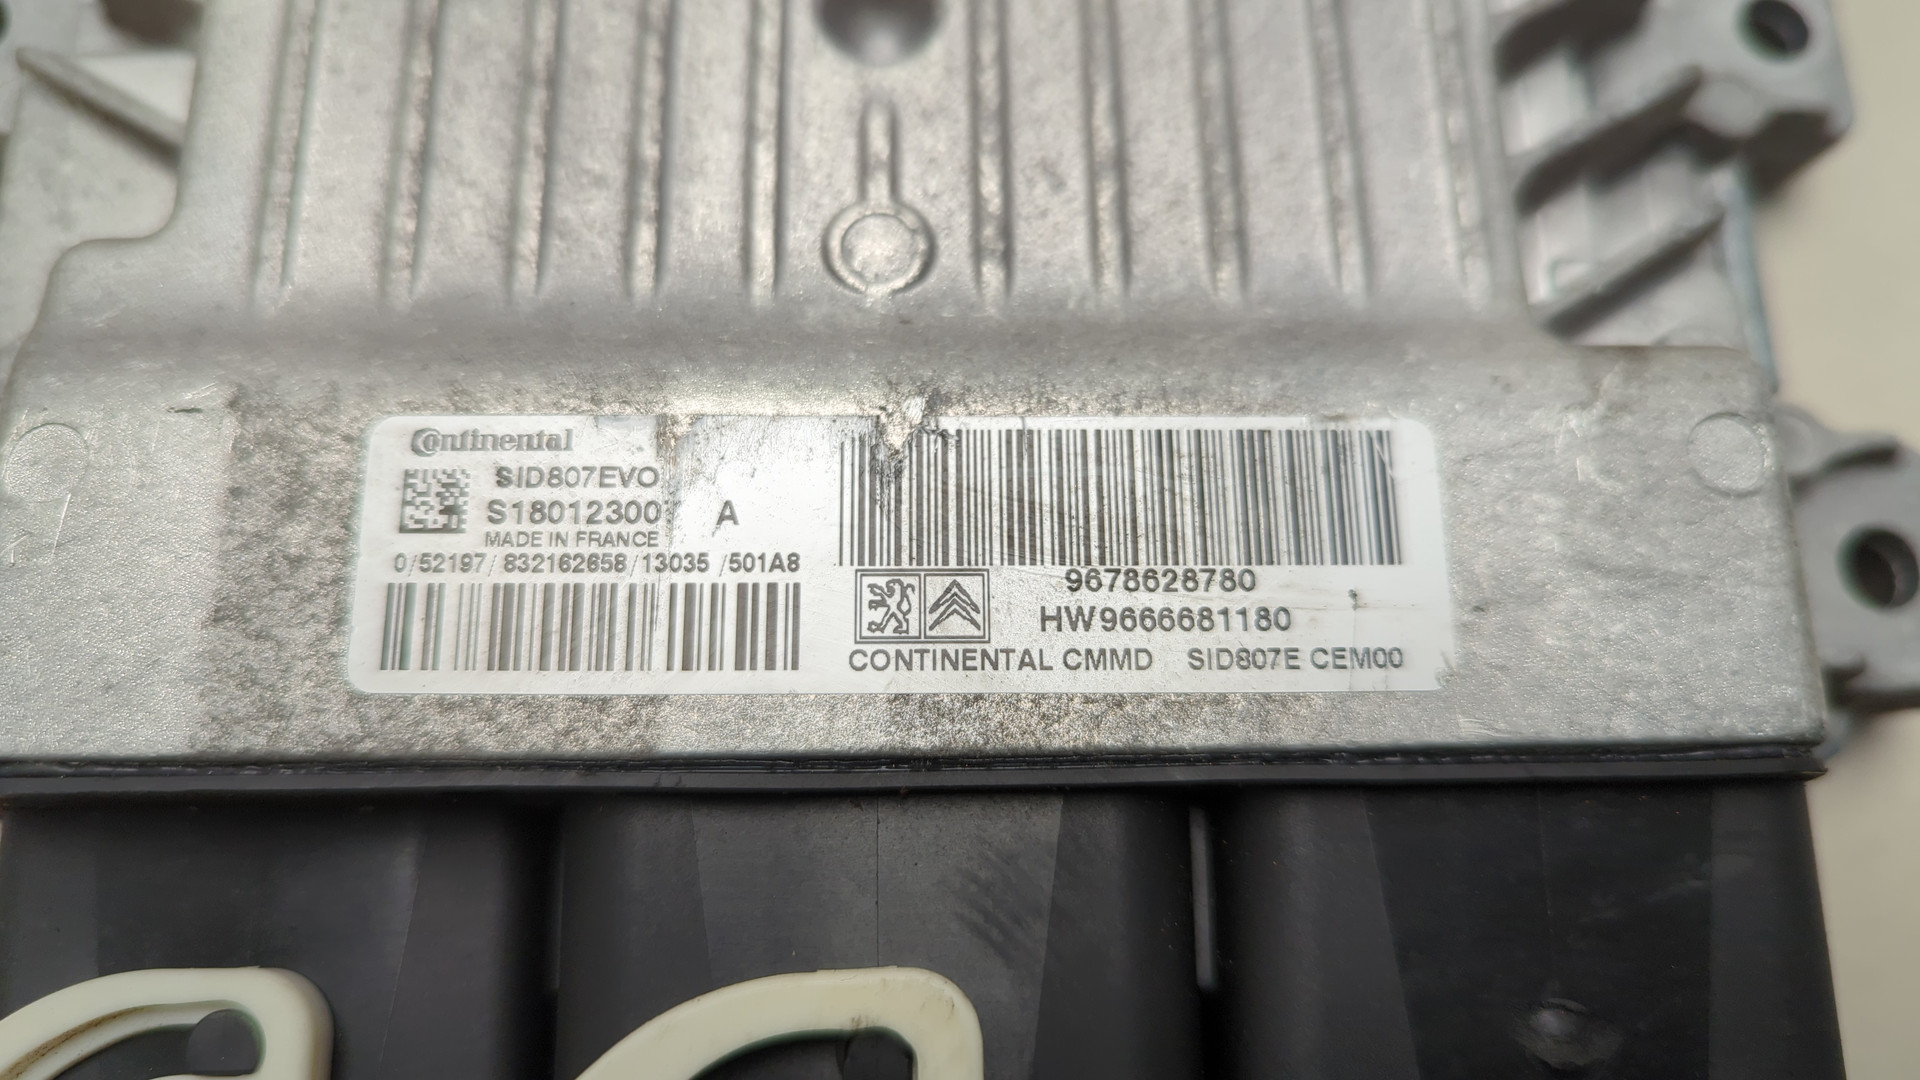 Continental
SID807EVO
S18012300 A
MADE IN FRANCE
0/52197/832162658/13035 /501A8
9678628780
HW9666681180
CONTINENTAL CMMD SID807E CEM00